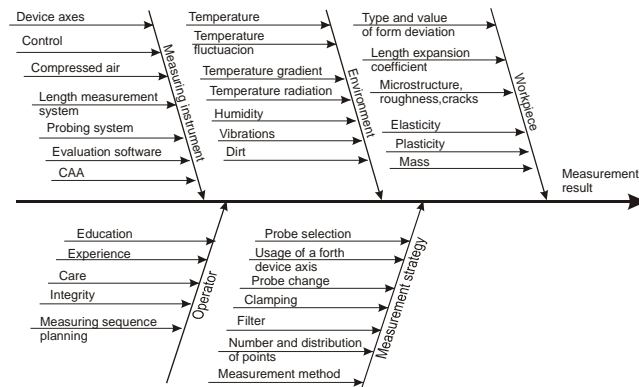 Device axes
Control
Compressed air
Length measurement
system
Probing system
Evaluation software
CAA
Measuring instrument
Temperature
Temperature
fluctuacion
Temperature gradient
Temperature radiation
Humidity
Vibrations
Dirt
Environment
Type and value
of form deviation
Length expansion
coefficient
Microstructure,
roughness,cracks
Elasticity
Plasticity
Mass
Workpiece
Measurement
result
Education
Experience
Care
Integrity
Measuring sequence
planning
Operator
Probe selection
Usage of a forth
device axis
Probe change
Clamping
Filter
Number and distribution
of points
Measurement method
Measurement strategy